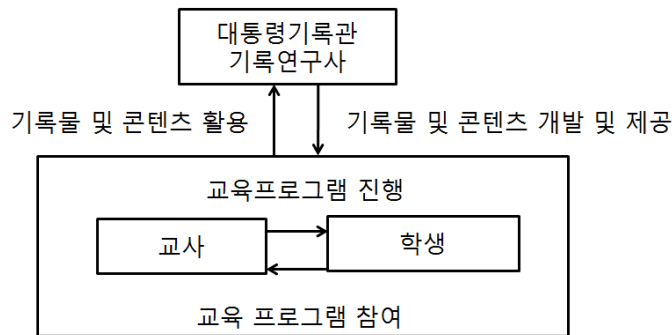 대통령기록관
기록연구사
기록물 및 콘텐츠 활용
기록물 및 콘텐츠 개발 및 제공
교육프로그램 진행
교사
학생
교육 프로그램 참여